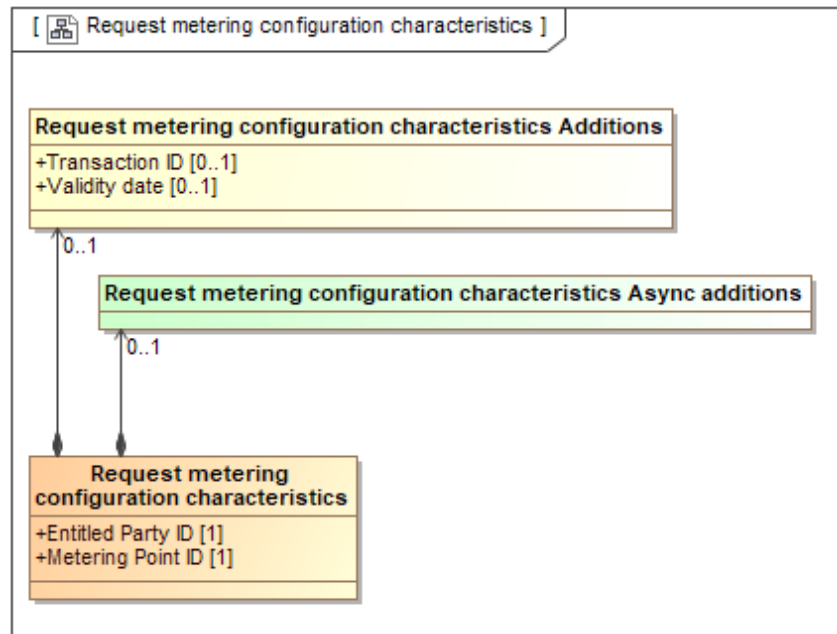 [ Request metering configuration characteristics ]
Request metering configuration characteristics Additions
+Transaction ID [0..1]
+Validity date [0..1]
0..1
Request metering configuration characteristics Async additions
0..1
Request metering
configuration characteristics
+Entitled Party ID [1]
+Metering Point ID [1]